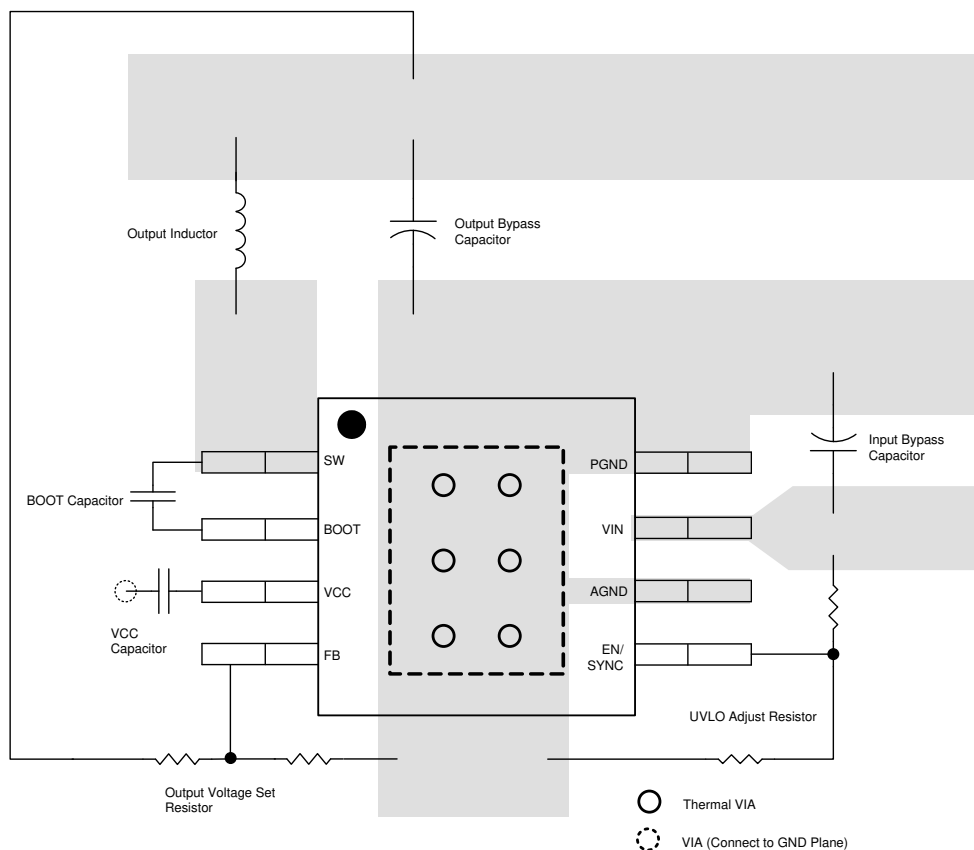 Output Inductor
Output Bypass
Capacitor
Input Bypass
Capacitor
SW
PGND
BOOT Capacitor
BOOT
VIN
VCC
AGND
VCC
Capacitor
FB
EN/
SYNC
UVLO Adjust Resistor
Output Voltage Set
Resistor
Thermal VIA
VIA (Connect to GND Plane)